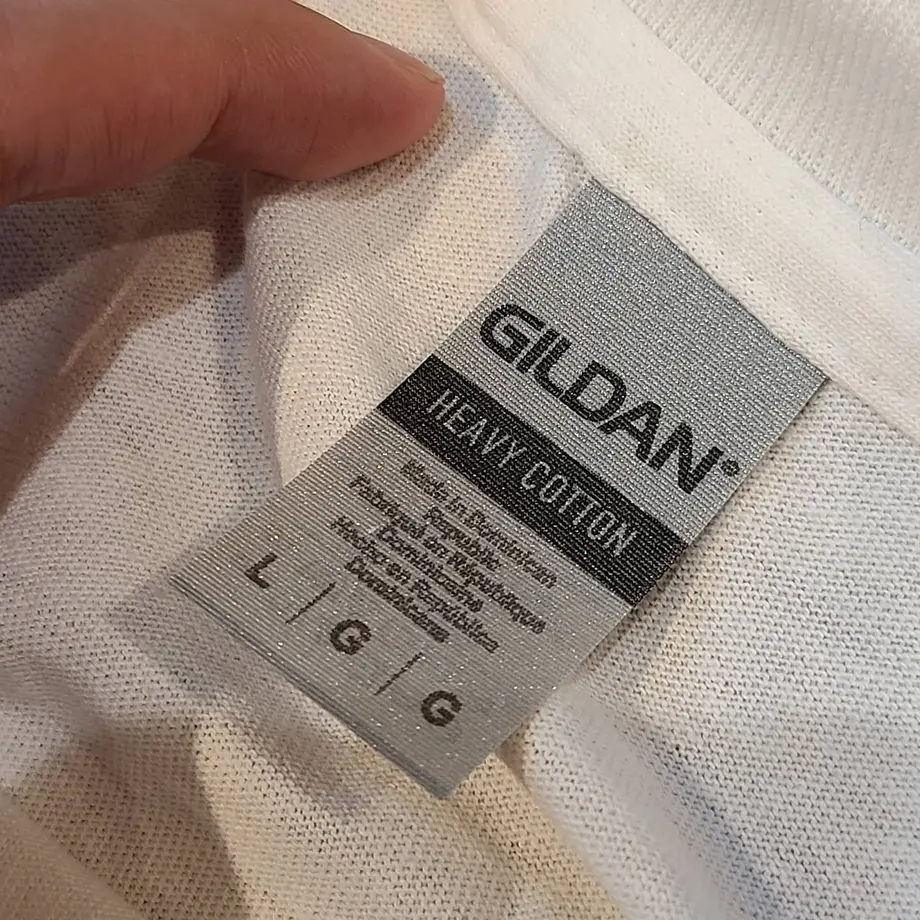 GILDAN®
HEAVY COTTON
Made in Dominican
Republic
Fabriqué en République
Dominicaine
Hecho en República
Dominicana
L | G | G